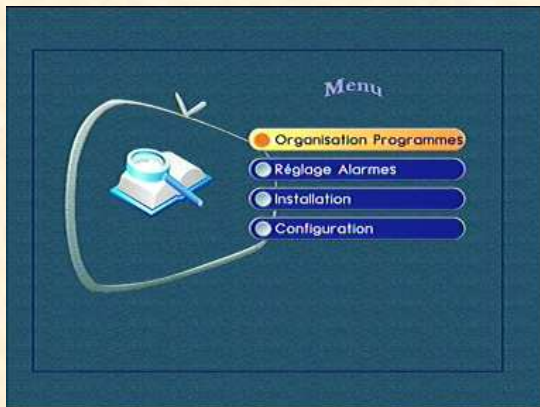 Menu
Organisation Programmes
Réglage Alarmes
Installation
Configuration